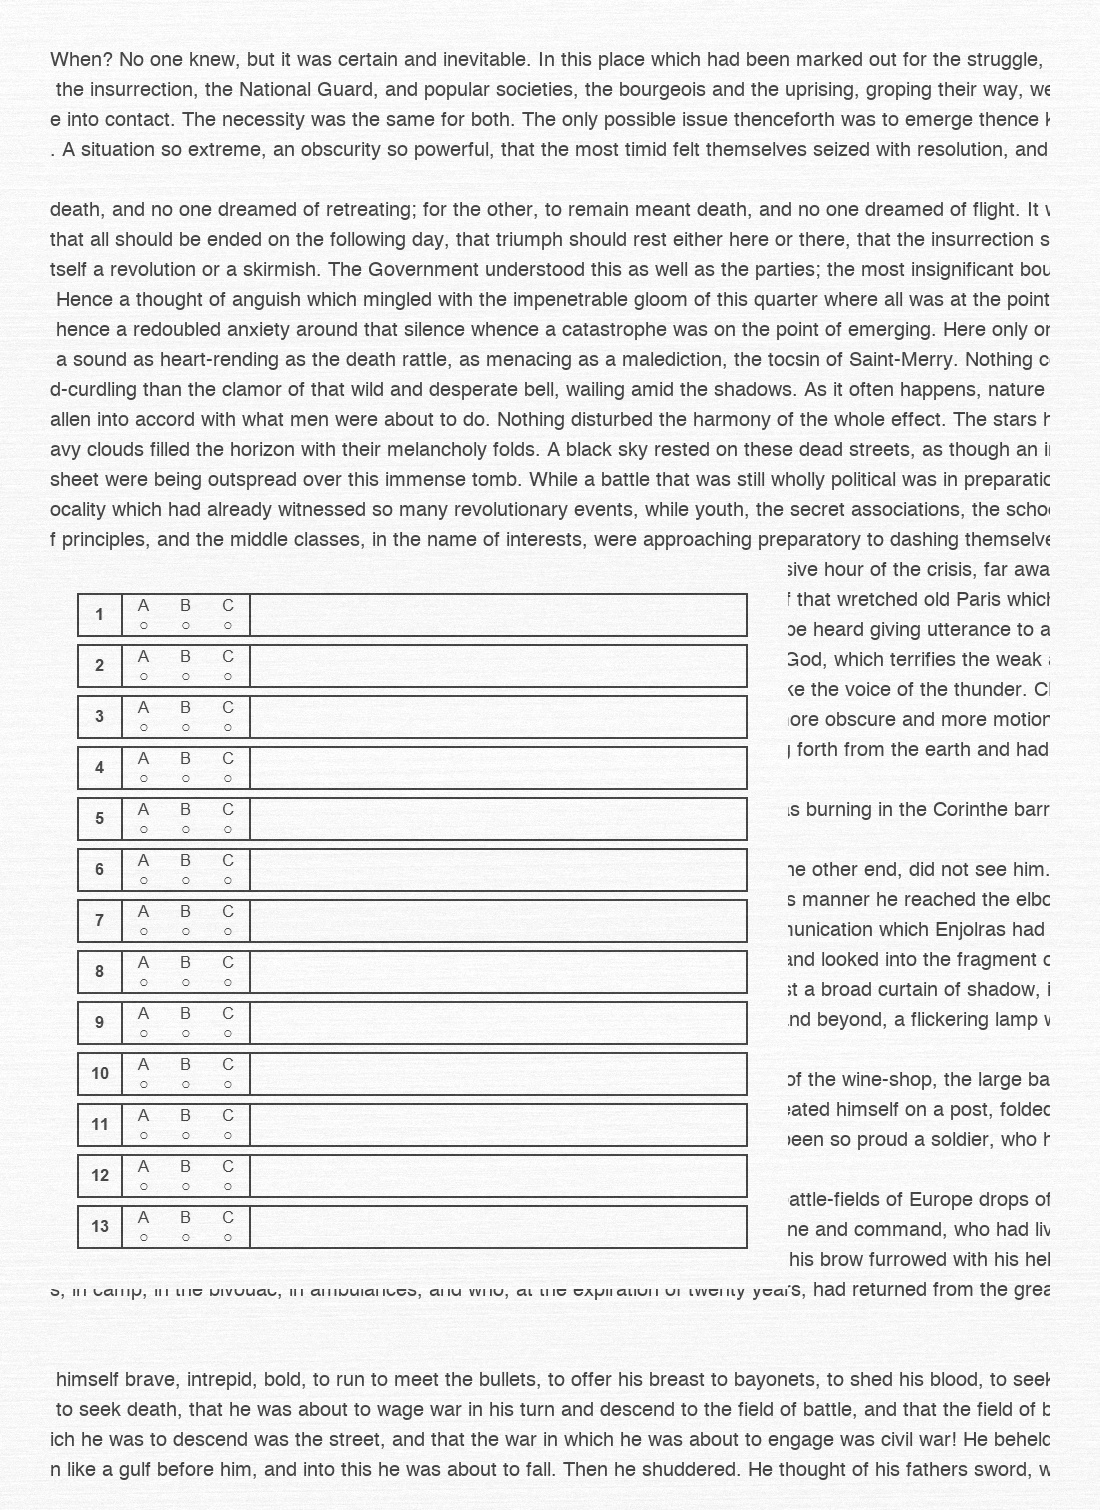 When? No one knew, but it was certain and inevitable. In this place which had been marked out for the struggle,
the insurrection, the National Guard, and popular societies, the bourgeois and the uprising, groping their way, we
e into contact. The necessity was the same for both. The only possible issue thenceforth was to emerge thence
. A situation so extreme, an obscurity so powerful, that the most timid felt themselves seized with resolution, and
death, and no one dreamed of retreating; for the other, to remain meant death, and no one dreamed of flight. It
that all should be ended on the following day, that triumph should rest either here or there, that the insurrection s
tself a revolution or a skirmish. The Government understood this as well as the parties; the most insignificant bou
Hence a thought of anguish which mingled with the impenetrable gloom of this quarter where all was at the point
hence a redoubled anxiety around that silence whence a catastrophe was on the point of emerging. Here only
a sound as heart-rending as the death rattle, as menacing as a malediction, the tocsin of Saint-Merry. Nothing
d-curdling than the clamor of that wild and desperate bell, wailing amid the shadows. As it often happens, nature
allen into accord with what men were about to do. Nothing disturbed the harmony of the whole effect. The stars
avy clouds filled the horizon with their melancholy folds. A black sky rested on these dead streets, as though an
sheet were being outspread over this immense tomb. While a battle that was still wholly political was in preparatic
ocality which had already witnessed so many revolutionary events, while youth, the secret associations, the
f principles, and the middle classes, in the name of interests, were approaching preparatory to dashing themselve
sive hour of the crisis, far awa
that wretched old Paris which
be heard giving utterance to a
God, which terrifies the weak
ke the voice of the thunder.
1 A B C
2 A B C
3 A B C
ore obscure and more motion
4 A B C
forth from the earth and had
5 A B C
as burning in the Corinthe barr
6 A B C
he other end, did not see him.
7 A B C
s manner he reached the
unication which Enjolras had
8 A B C
and looked into the fragment
st a broad curtain of shadow,
9 A B C
and beyond, a flickering lamp
10 A B C
of the wine-shop, the large ba
11 A B C
eated himself on a post, folded
been so proud a soldier, who
12 A B C
attle-fields of Europe drops of
13 A B C
ne and command, who had liv
his brow furrowed with his hel
s, in camp, in the bivouac, in ambulances, and who, at the expiration of twenty years, had returned from the grea
himself brave, intrepid, bold, to run to meet the bullets, to offer his breast to bayonets, to shed his blood, to seek
to seek death, that he was about to wage war in his turn and descend to the field of battle, and that the field of
ich he was to descend was the street, and that the war in which he was about to engage was civil war! He beheld
n like a gulf before him, and into this he was about to fall. Then he shuddered. He thought of his fathers sword,